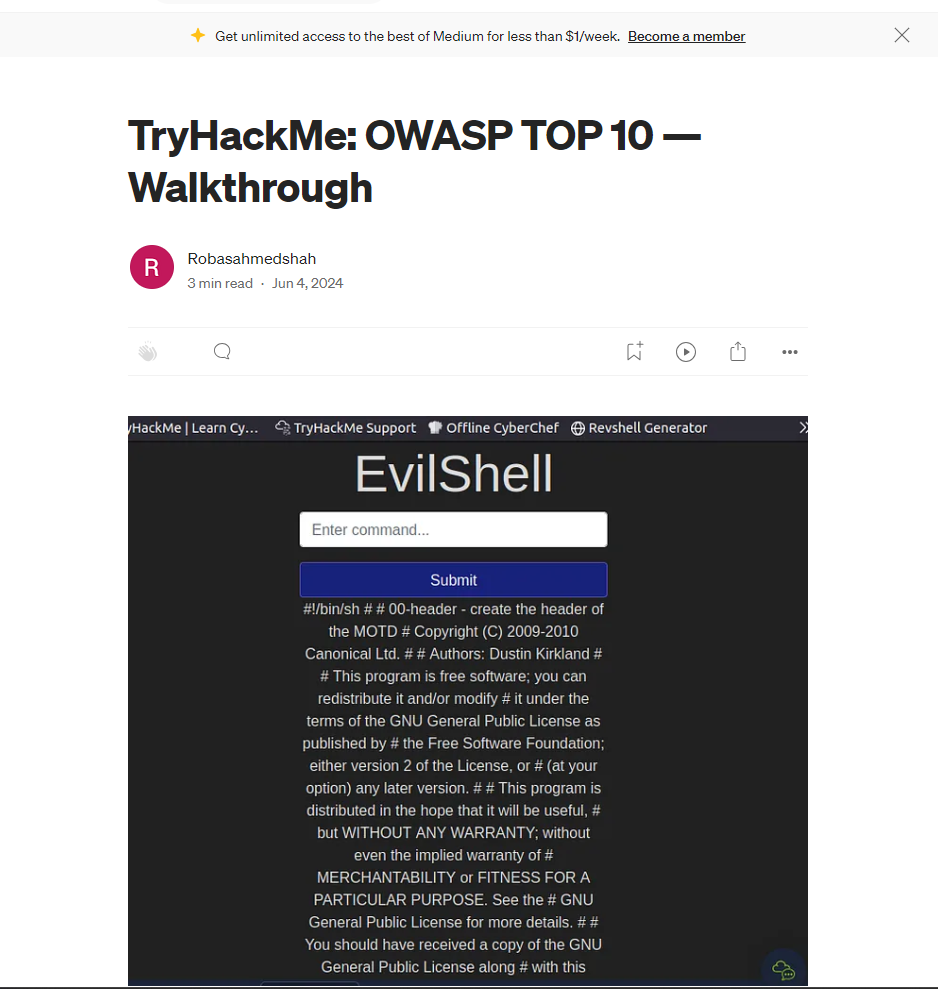 Get unlimited access to the best of Medium for less than $1/week. Become a member
TryHackMe: OWASP TOP 10 —
Walkthrough
R
Robasahmedshah
3 min read · Jun 4, 2024
yHackMe | Learn Cy... TryHackMe Support Offline CyberChef Revshell Generator
EvilShell
Enter command...
Submit
#!/bin/sh # # 00-header - create the header of
the MOTD # Copyright (C) 2009-2010
Canonical Ltd. # # Authors: Dustin Kirkland #
# This program is free software; you can
redistribute it and/or modify # it under the
terms of the GNU General Public License as
published by # the Free Software Foundation;
either version 2 of the License, or # (at your
option) any later version. # # This program is
distributed in the hope that it will be useful, #
but WITHOUT ANY WARRANTY; without
even the implied warranty of #
MERCHANTABILITY or FITNESS FOR A
PARTICULAR PURPOSE. See the # GNU
General Public License for more details. # #
You should have received a copy of the GNU
General Public License along # with this